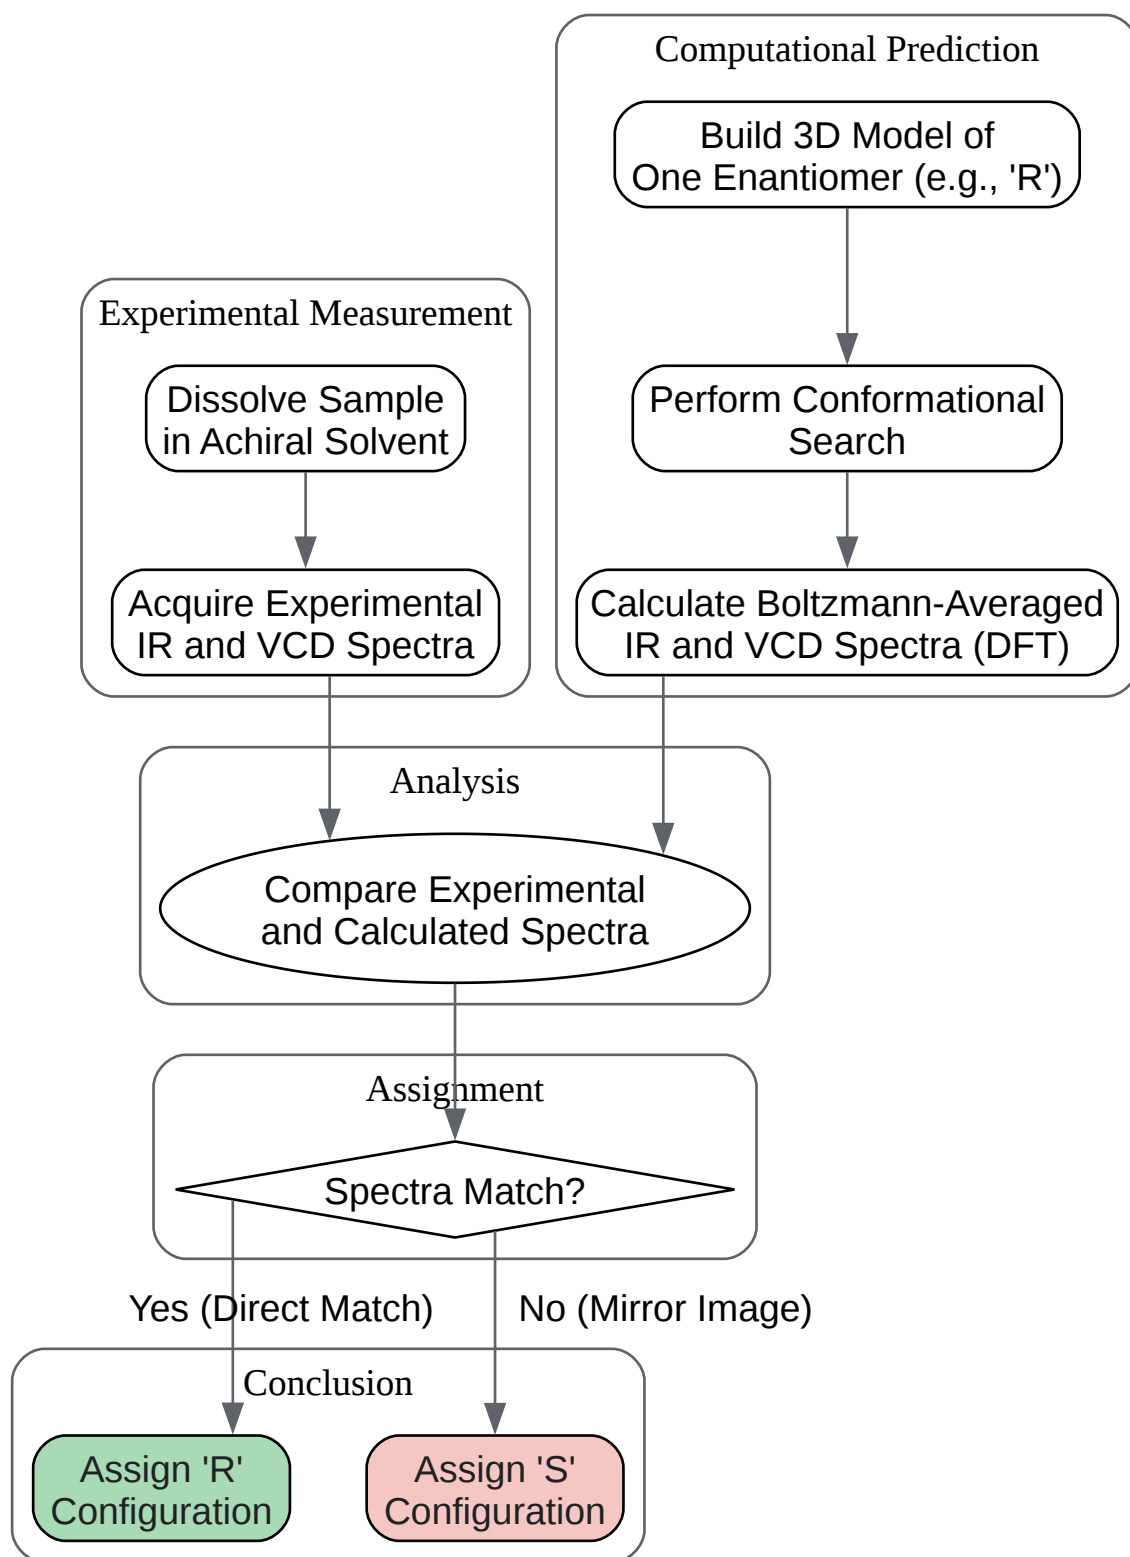 Computational Prediction
Build 3D Model of
One Enantiomer (e.g., 'R')
Experimental Measurement
Dissolve Sample
in Achiral Solvent
Perform Conformational
Search
Acquire Experimental
IR and VCD Spectra
Calculate Boltzmann-Averaged
IR and VCD Spectra (DFT)
Analysis
Compare Experimental
and Calculated Spectra
Assignment
Spectra Match?
Yes (Direct Match)
No (Mirror Image)
Conclusion
Assign 'R'
Configuration
Assign 'S'
Configuration